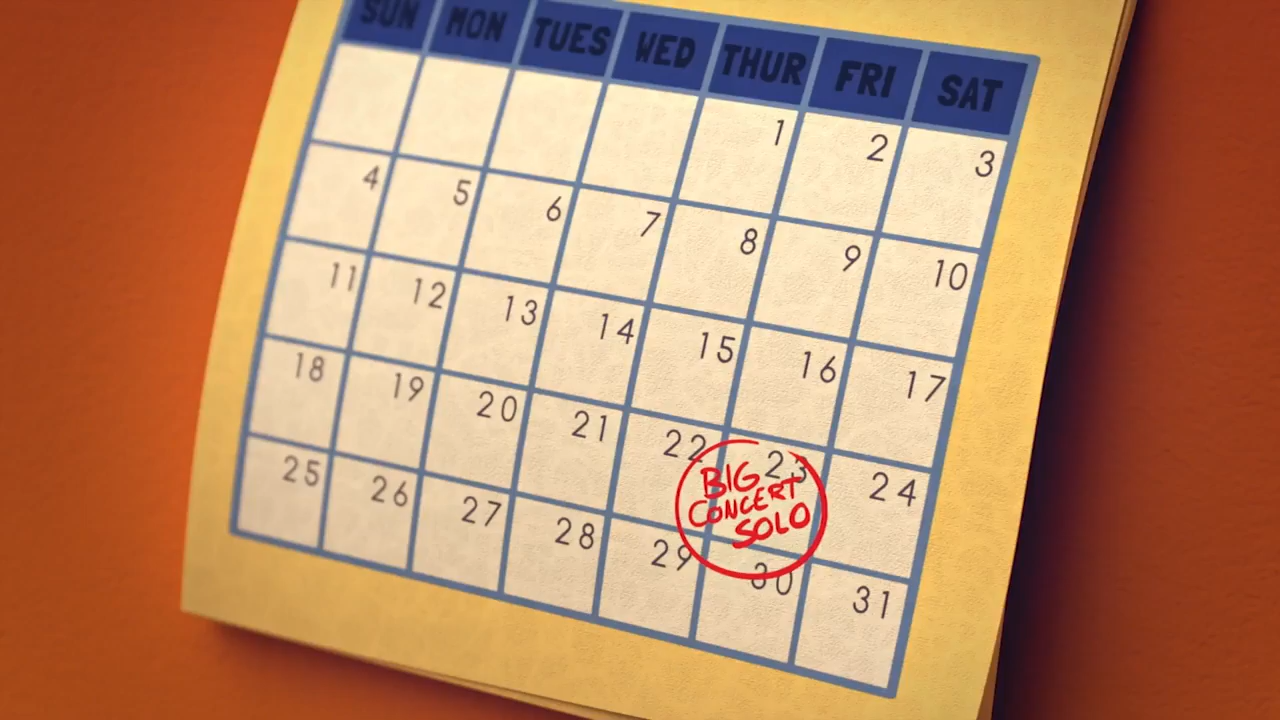 SUN MON TUES WED THUR FRI SAT
1 2 3
4 5 6 7 8 9 10
11 12 13 14 15 16 17
18 19 20 21 22 23 24
25 26 27 28 29 30 31
BIG
CONCERT
SOLO